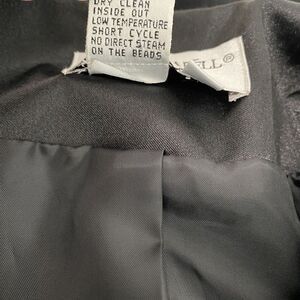 DRY CLEAN
INSIDE OUT
LOW TEMPERATURE
SHORT CYCLE
NO DIRECT STEAM
ON THE BEADS